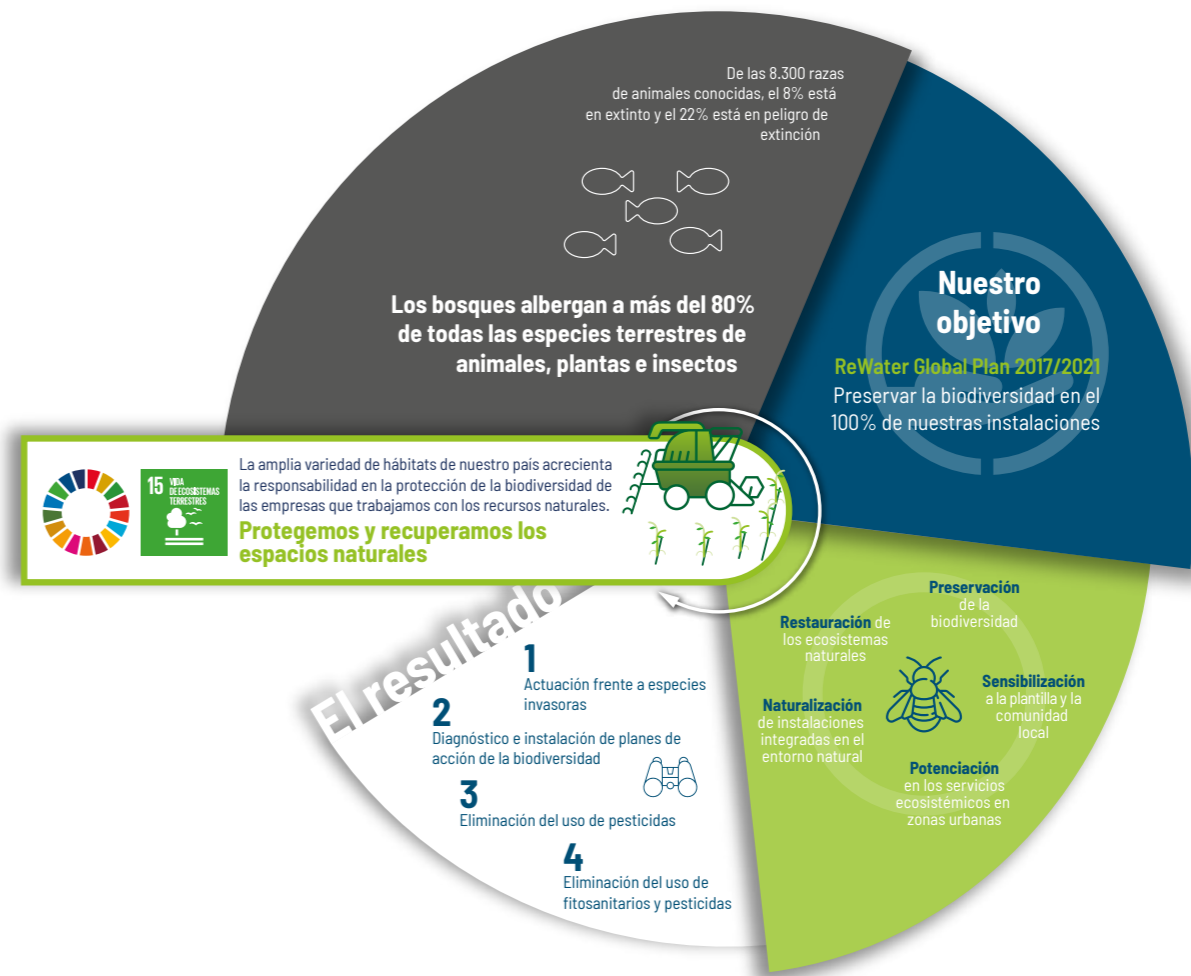 De las 8.300 razas
de animales conocidas, el 8% está
en extinto y el 22% está en peligro de
extinción
Los bosques albergan a más del 80%
de todas las especies terrestres de
animales, plantas e insectos
Nuestro
objetivo
ReWater Global Plan 2017/2021
Preservar la biodiversidad en el
100% de nuestras instalaciones
15 VIDA
DE ECOSISTEMAS
TERRESTRES
La amplia variedad de hábitats de nuestro país acrecienta
la responsabilidad en la protección de la biodiversidad de
las empresas que trabajamos con los recursos naturales.
Protegemos y recuperamos los
espacios naturales
Preservación
de la
biodiversidad
Restauración de
los ecosistemas
naturales
Sensibilización
a la plantilla y la
comunidad
local
Naturalización
de instalaciones
integradas en el
entorno natural
Potenciación
en los servicios
ecosistémicos en
zonas urbanas
El resultado
1
Actuación frente a especies
invasoras
2
Diagnóstico e instalación de planes de
acción de la biodiversidad
3
Eliminación del uso de pesticidas
4
Eliminación del uso de
fitosanitarios y pesticidas